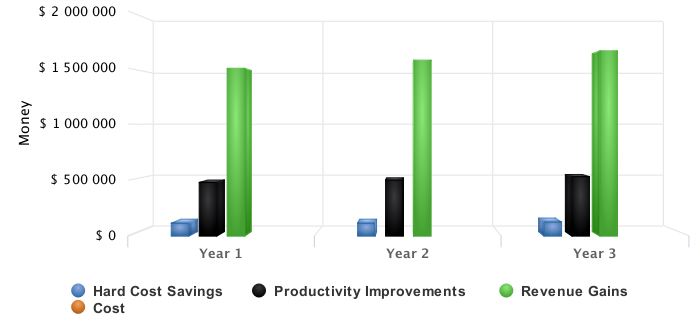 $ 2 000 000
$ 1 500 000
$ 1 000 000
$ 500 000
$ 0
Money
Year 1
Year 2
Year 3
Hard Cost Savings
Productivity Improvements
Revenue Gains
Cost